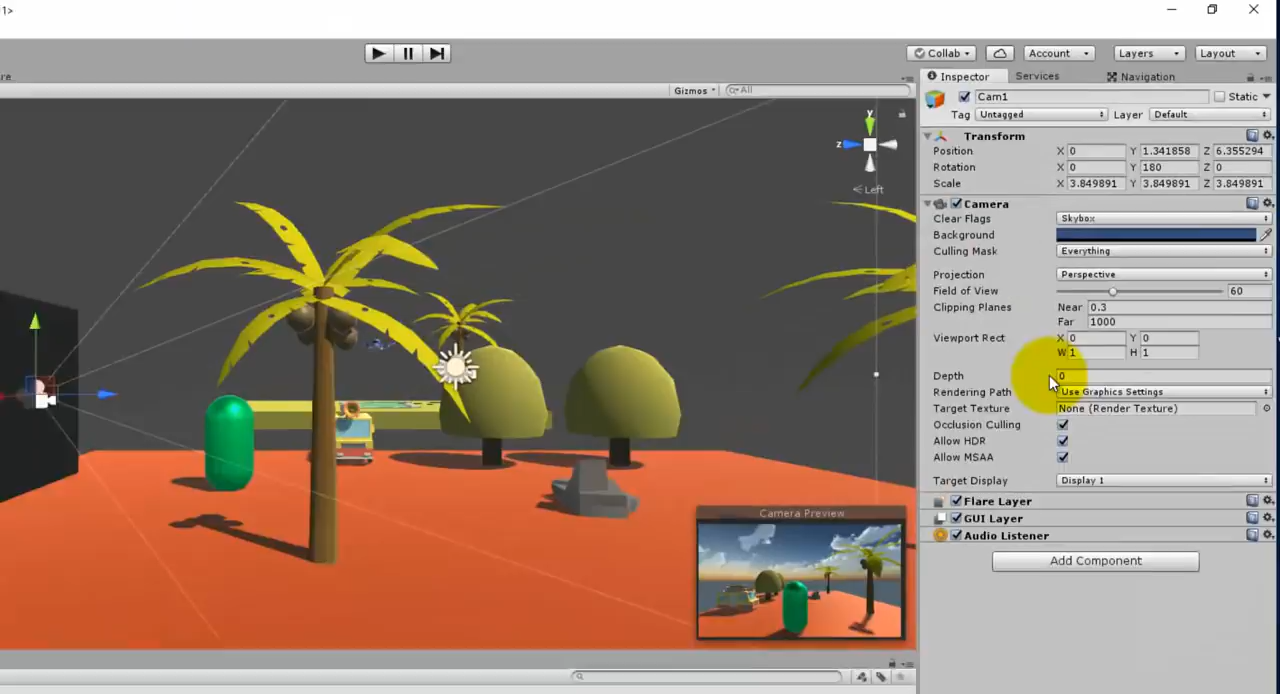 1>
Collab Account Layers Layout
re
Inspector Services Navigation
Gizmos All
Cam1 Static
Tag Untagged Layer Default
Transform
Position X 0 Y 1.341858 Z 6.355294
Rotation X 0 Y 180 Z 0
Scale X 3.849891 Y 3.849891 Z 3.849891
y
z
Left
Camera
Clear Flags Skybox
Background
Culling Mask Everything
Projection Perspective
Field of View 60
Clipping Planes Near 0.3
Far 1000
Viewport Rect X 0 Y 0
W 1 H 1
Depth 0
Rendering Path Use Graphics Settings
Target Texture None (Render Texture)
Occlusion Culling
Allow HDR
Allow MSAA
Target Display Display 1
Flare Layer
GUI Layer
Audio Listener
Add Component
Camera Preview